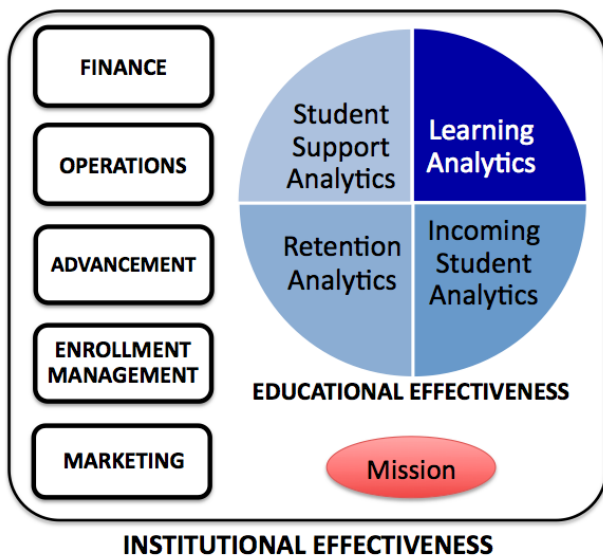 FINANCE
OPERATIONS
ADVANCEMENT
ENROLLMENT
MANAGEMENT
MARKETING
Student
Support
Analytics
Learning
Analytics
Retention
Analytics
Incoming
Student
Analytics
EDUCATIONAL EFFECTIVENESS
Mission
INSTITUTIONAL EFFECTIVENESS